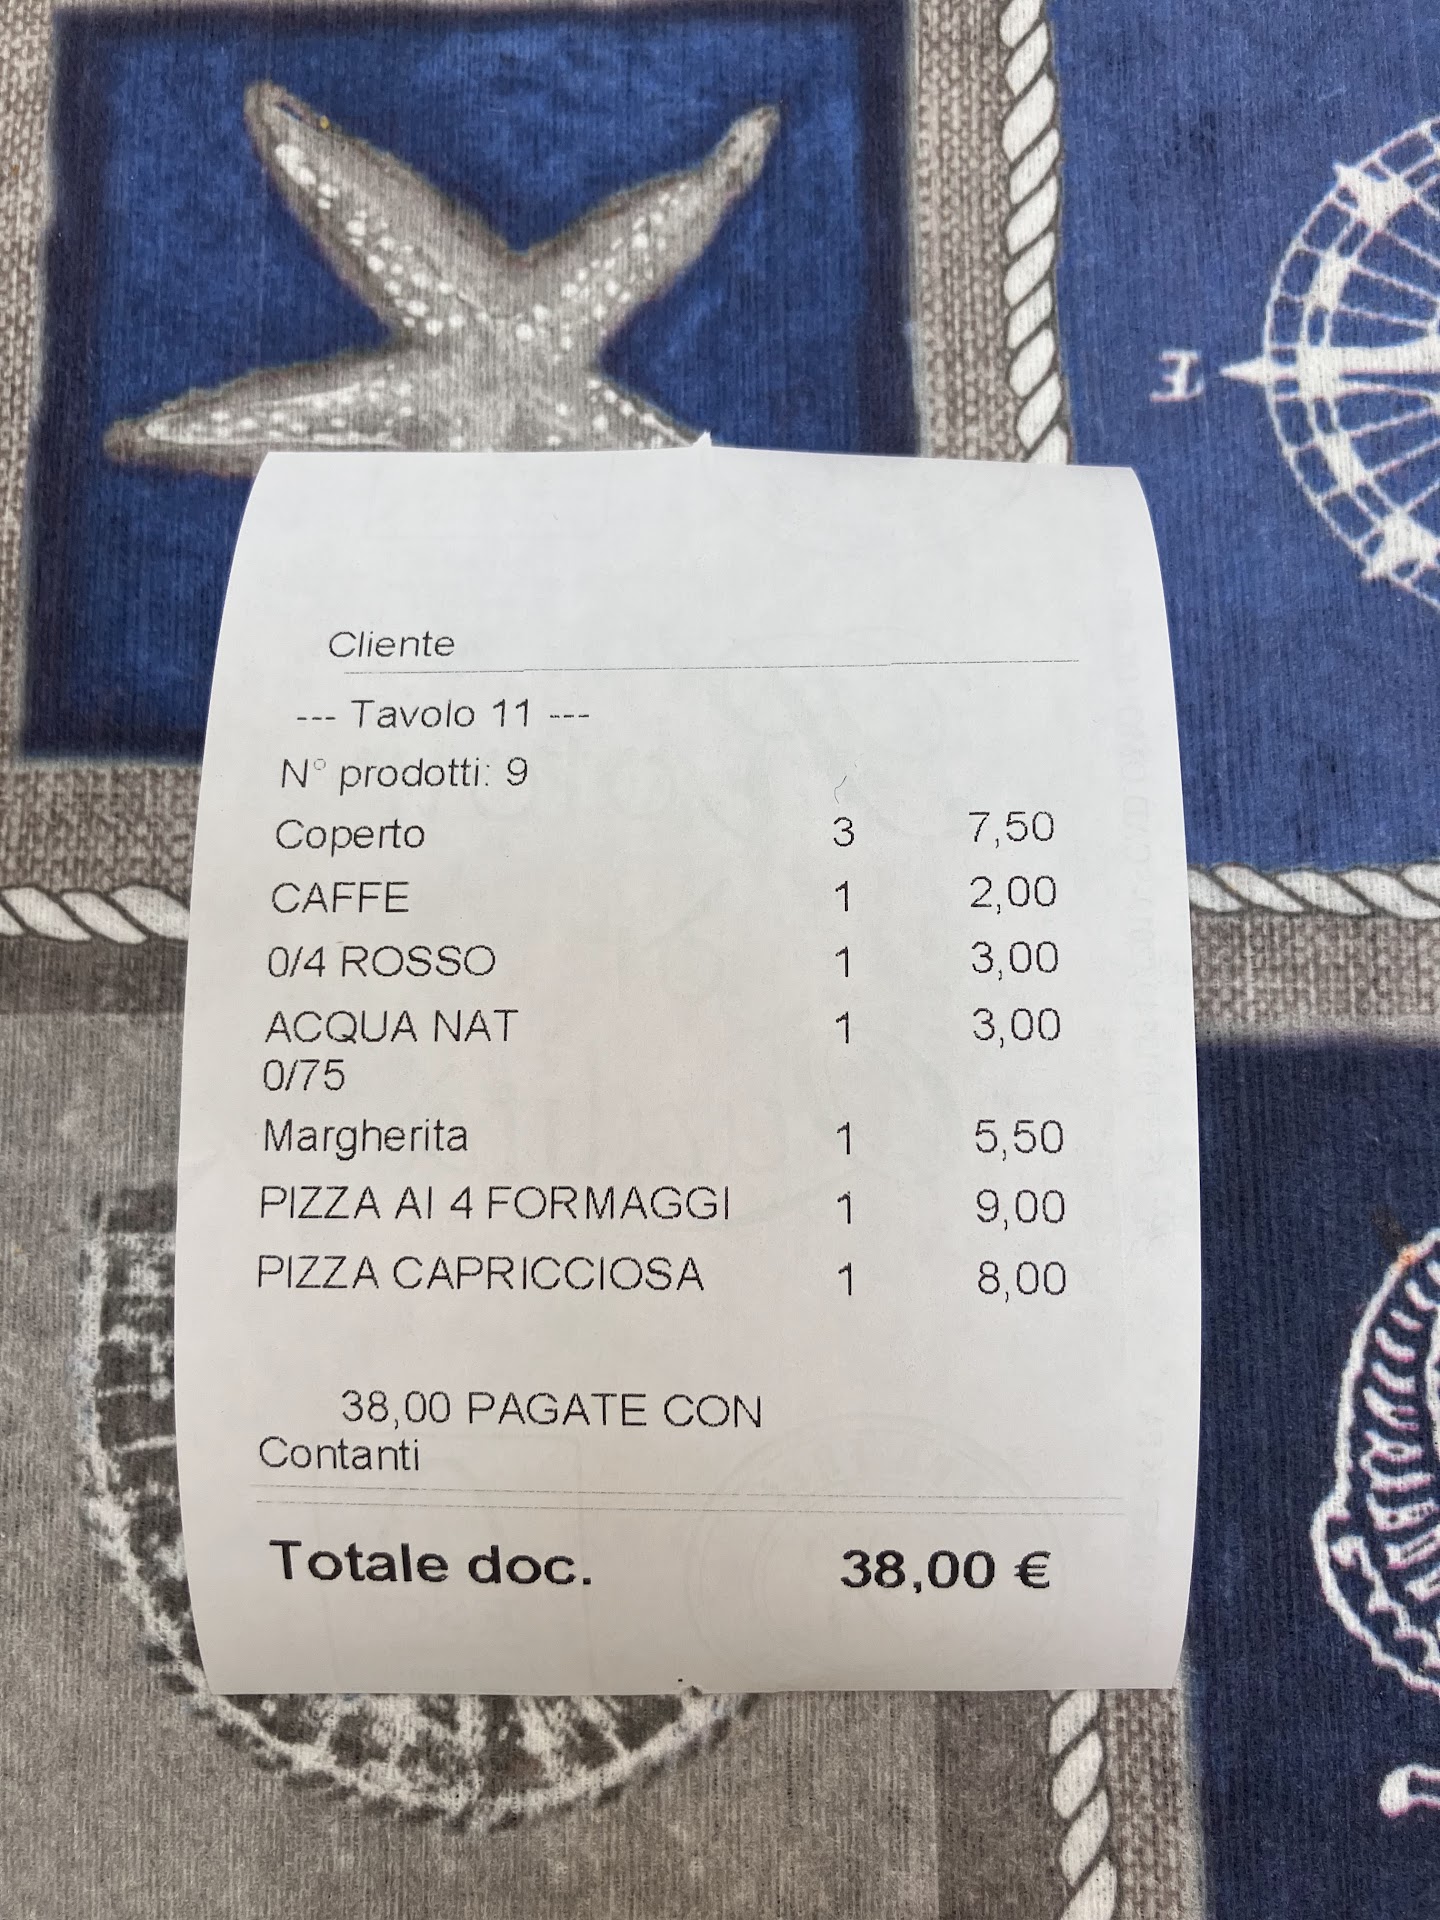 Cliente
--- Tavolo 11 ---
N° prodotti: 9
Coperto 3 7,50
CAFFE 1 2,00
0/4 ROSSO 1 3,00
ACQUA NAT 1 3,00
0/75
Margherita 1 5,50
PIZZA AI 4 FORMAGGI 1 9,00
PIZZA CAPRICCIOSA 1 8,00
38,00 PAGATE CON
Contanti
Totale doc. 38,00 €